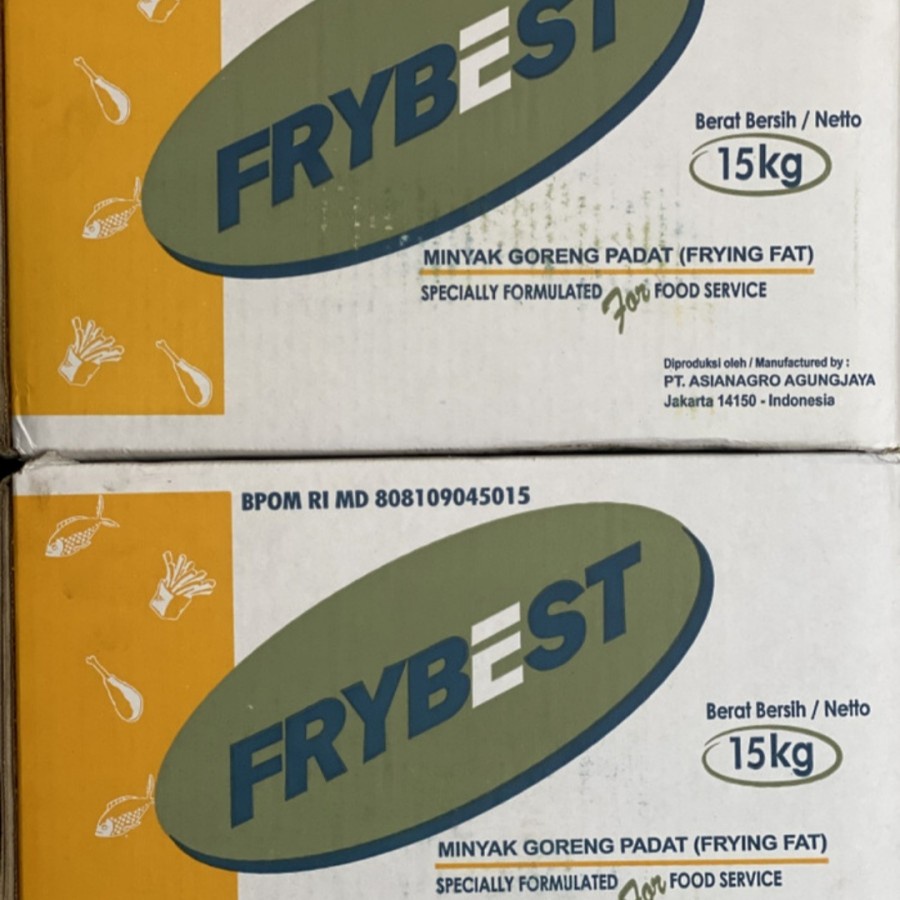 FRYBEST
Berat Bersih / Netto
15kg
MINYAK GORENG PADAT (FRYING FAT)
SPECIALLY FORMULATED For FOOD SERVICE
Diproduksi oleh / Manufactured by :
PT. ASIANAGRO AGUNGJAYA
Jakarta 14150 - Indonesia
BPOM RI MD 808109045015
FRYBEST
Berat Bersih / Netto
15kg
MINYAK GORENG PADAT (FRYING FAT)
SPECIALLY FORMULATED For FOOD SERVICE